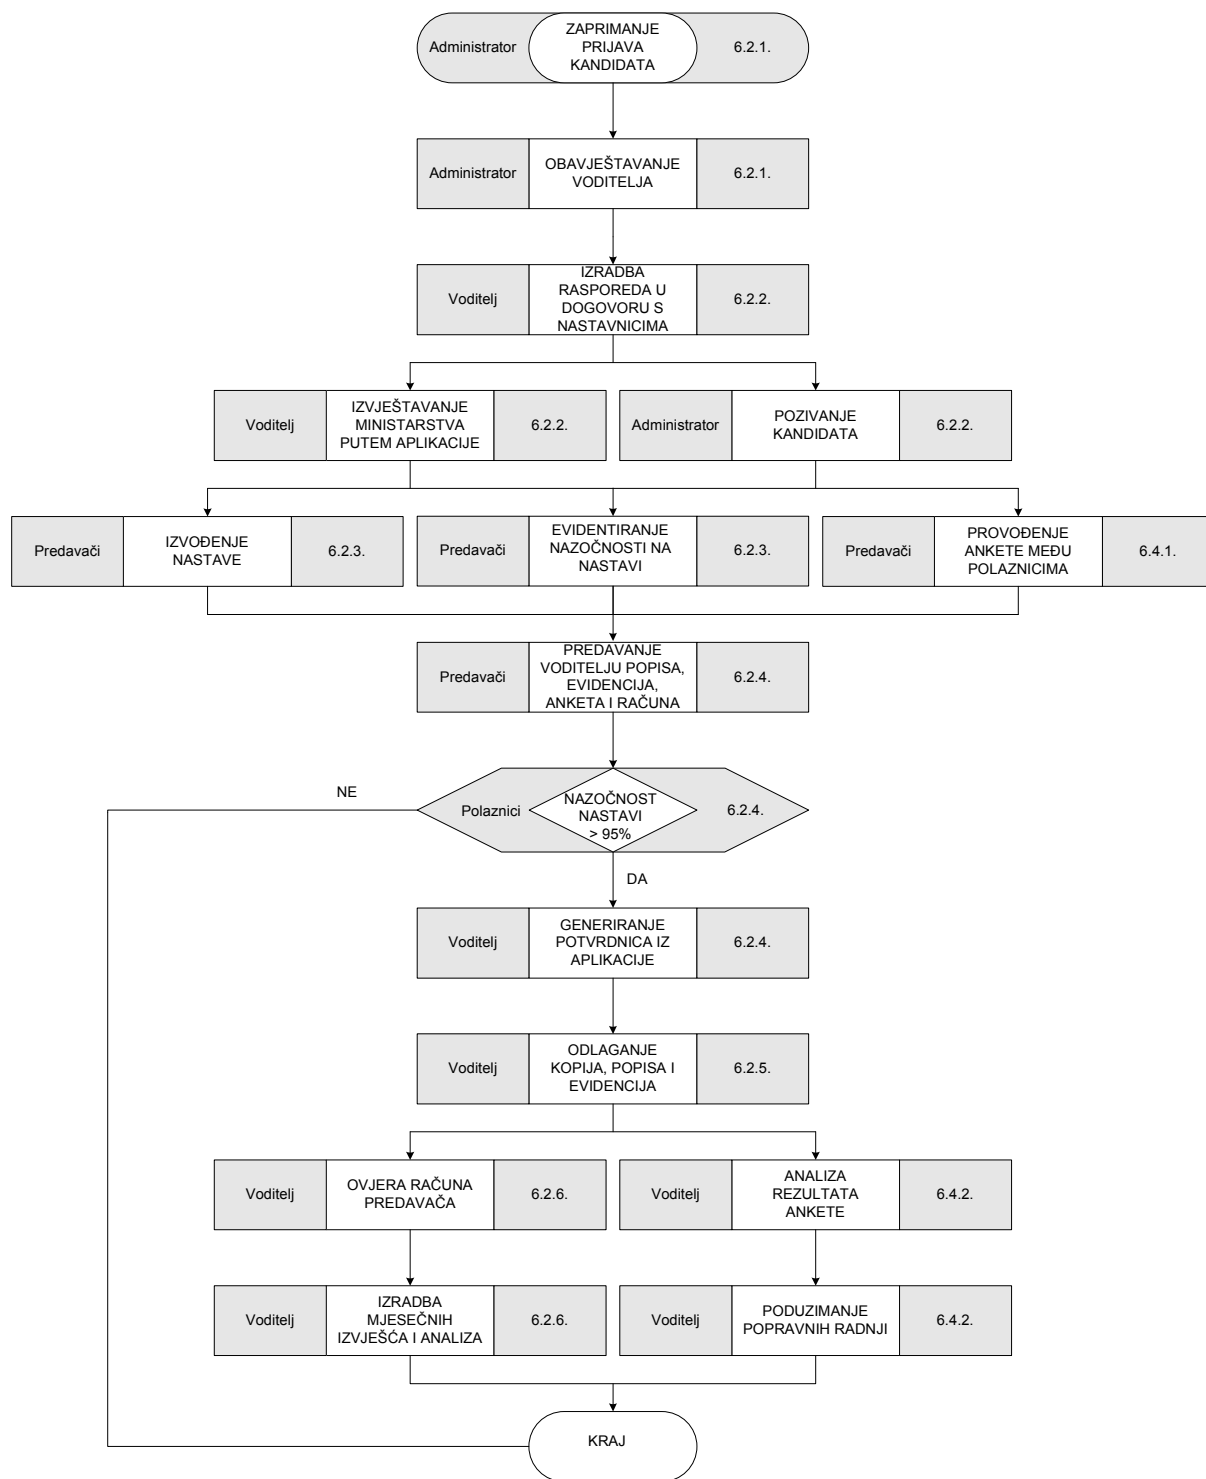 Administrator
ZAPRIMANJE
PRIJAVA
KANDIDATA
6.2.1.
Administrator
OBAVJEŠTAVANJE
VODITELJA
6.2.1.
Voditelj
IZRADBA
RASPOREDA U
DOGOVORU S
NASTAVNICIMA
6.2.2.
Voditelj
IZVJEŠTAVANJE
MINISTARSTVA
PUTEM APLIKACIJE
6.2.2.
Administrator
POZIVANJE
KANDIDATA
6.2.2.
Predavači
IZVOĐENJE
NASTAVE
6.2.3.
Predavači
EVIDENTIRANJE
NAZOČNOSTI NA
NASTAVI
6.2.3.
Predavači
PROVOĐENJE
ANKETE MEĐU
POLAZNICIMA
6.4.1.
Predavači
PREDAVANJE
VODITELJU POPISA,
EVIDENCIJA,
ANKETA I RAČUNA
6.2.4.
NE
Polaznici
NAZOČNOST
NASTAVI
> 95%
6.2.4.
DA
Voditelj
GENERIRANJE
POTVRDNICA IZ
APLIKACIJE
6.2.4.
Voditelj
ODLAGANJE
KOPIJA, POPISA I
EVIDENCIJA
6.2.5.
Voditelj
OVJERA RAČUNA
PREDAVAČA
6.2.6.
Voditelj
ANALIZA
REZULTATA
ANKETE
6.4.2.
Voditelj
IZRADBA
MJESEČNIH
IZVJEŠĆA I ANALIZA
6.2.6.
Voditelj
PODUZIMANJE
POPRAVNIH RADNJI
6.4.2.
KRAJ